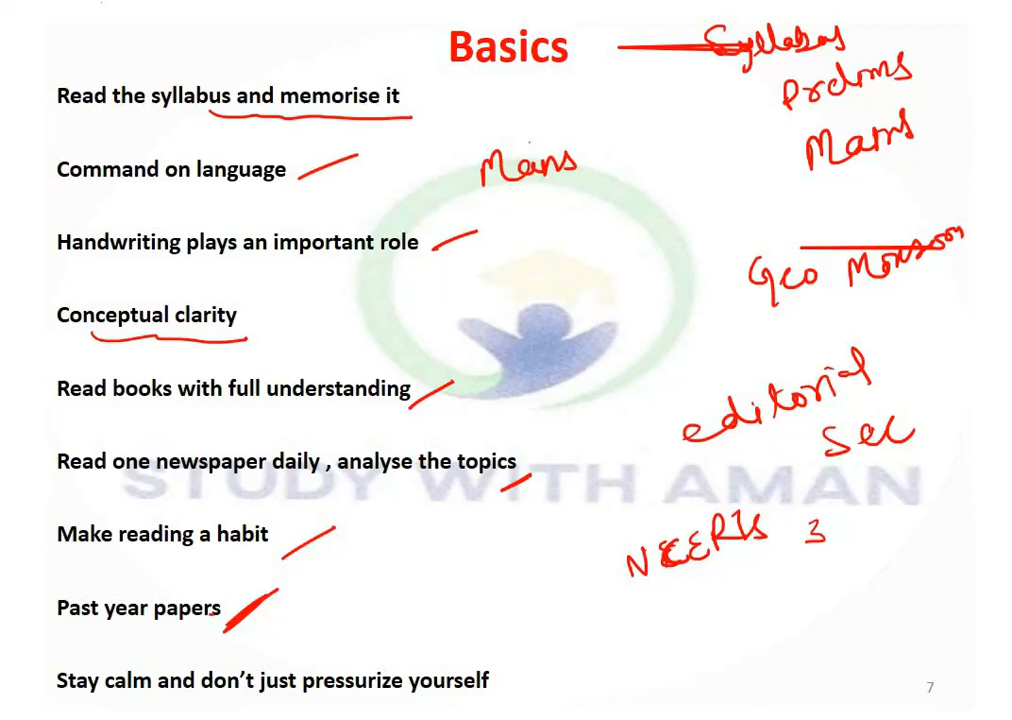 Basics
Syllabus
Prelims
Read the syllabus and memorise it
Mains
Command on language
Mains
Handwriting plays an important role
Geo Monsoon
Conceptual clarity
Read books with full understanding
editorial
Sec
Read one newspaper daily , analyse the topics
STUDY WITH AMAN
Make reading a habit
NCERTs 3
Past year papers
Stay calm and don't just pressurize yourself
7